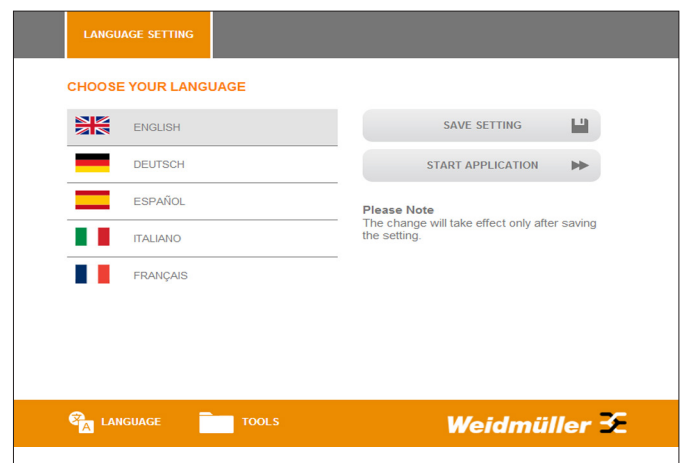 LANGUAGE SETTING
CHOOSE YOUR LANGUAGE
ENGLISH
DEUTSCH
ESPAÑOL
ITALIANO
FRANÇAIS
SAVE SETTING
START APPLICATION
Please Note
The change will take effect only after saving
the setting.
A LANGUAGE
TOOLS
Weidmüller